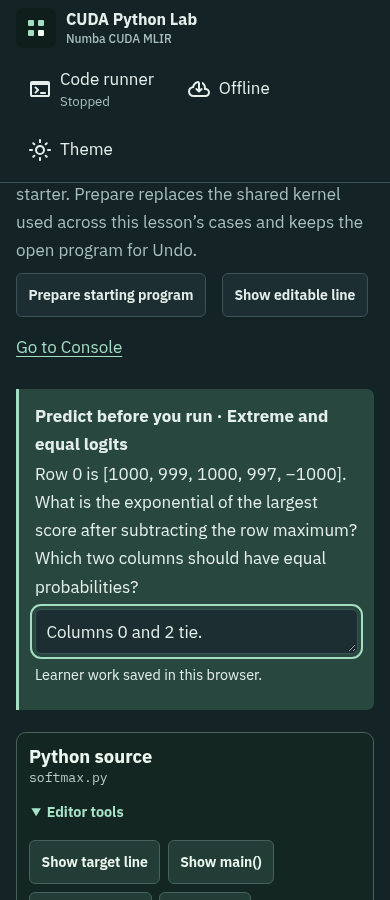 CUDA Python Lab
Numba CUDA MLIR
Code runner
Stopped
Offline
Theme
starter. Prepare replaces the shared kernel
used across this lesson’s cases and keeps the
open program for Undo.
Prepare starting program
Show editable line
Go to Console
Predict before you run · Extreme and
equal logits
Row 0 is [1000, 999, 1000, 997, −1000].
What is the exponential of the largest
score after subtracting the row maximum?
Which two columns should have equal
probabilities?
Columns 0 and 2 tie.
Learner work saved in this browser.
Python source
softmax.py
▼ Editor tools
Show target line
Show main()